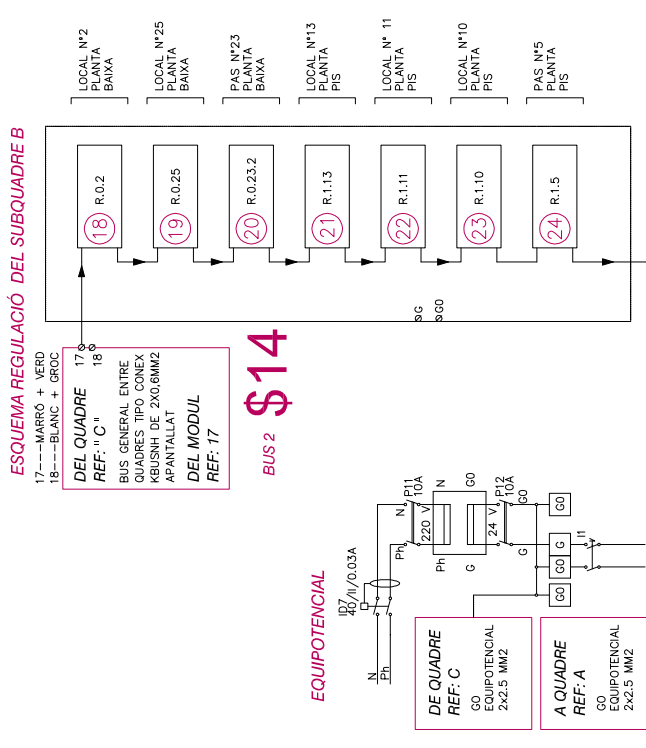 ESQUEMA REGULACIÓ DEL SUBQUADRE B
17---MARRÓ + VERD
18---BLANC + GROC
DEL QUADRE
REF: " C"
BUS GENERAL ENTRE
QUADRES TIPO CONEX
KBUSNH DE 2X0,6MM2
APANTALLAT
DEL MODUL
REF: 17
17
18
BUS 2
$14
LOCAL Nº2
PLANTA
BAIXA
R.0.2
18
LOCAL Nº25
PLANTA
BAIXA
R.0.25
19
PAS Nº23
PLANTA
BAIXA
R.0.23.2
20
LOCAL Nº13
PLANTA
PIS
R.1.13
21
LOCAL Nº 11
PLANTA
PIS
R.1.11
22
LOCAL Nº10
PLANTA
PIS
R.1.10
23
PAS Nº5
PLANTA
PIS
R.1.5
24
G
G0
EQUIPOTENCIAL
N
Ph
ID7
40/II/0.03A
N
Ph
P11
10A
220 V
N
Ph
G0
G
24 V
P12
10A
G0
G
G0
G
G0
G0
I1
DE QUADRE
REF: C
G0
EQUIPOTENCIAL
2x2.5 MM2
A QUADRE
REF: A
G0
EQUIPOTENCIAL
2x2.5 MM2